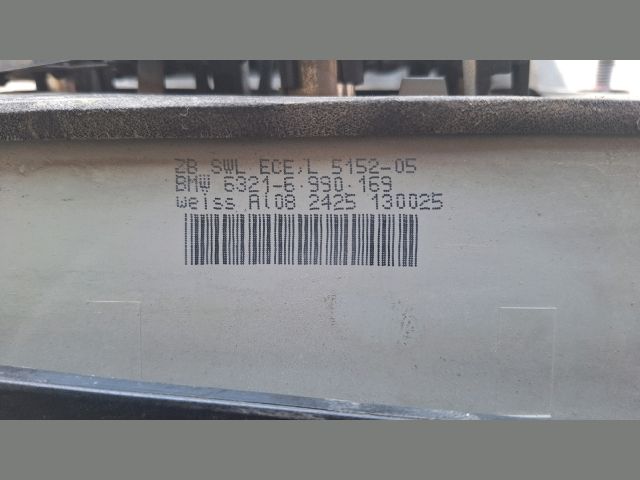 ZB SWL ECE,L 5152-05
BMW 6321-6.990.169
weiss Al08 2425 130025